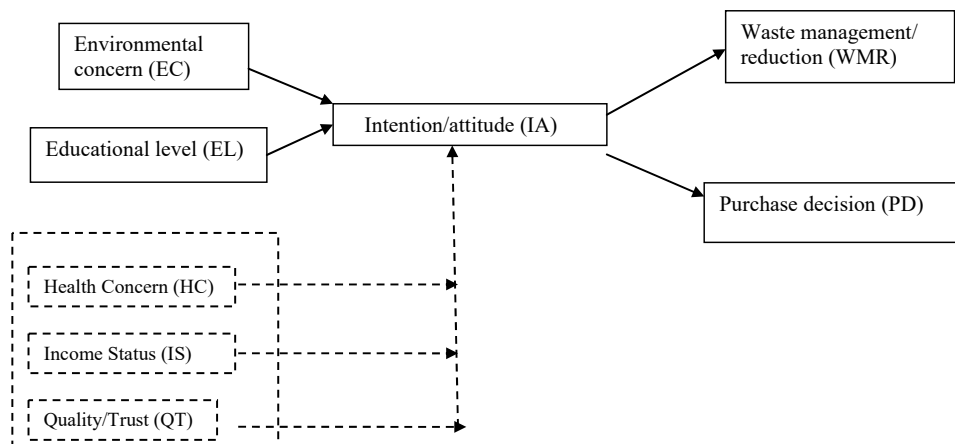 Environmental
concern (EC)
Waste management/
reduction (WMR)
Intention/attitude (IA)
Educational level (EL)
Purchase decision (PD)
Health Concern (HC)
Income Status (IS)
Quality/Trust (QT)